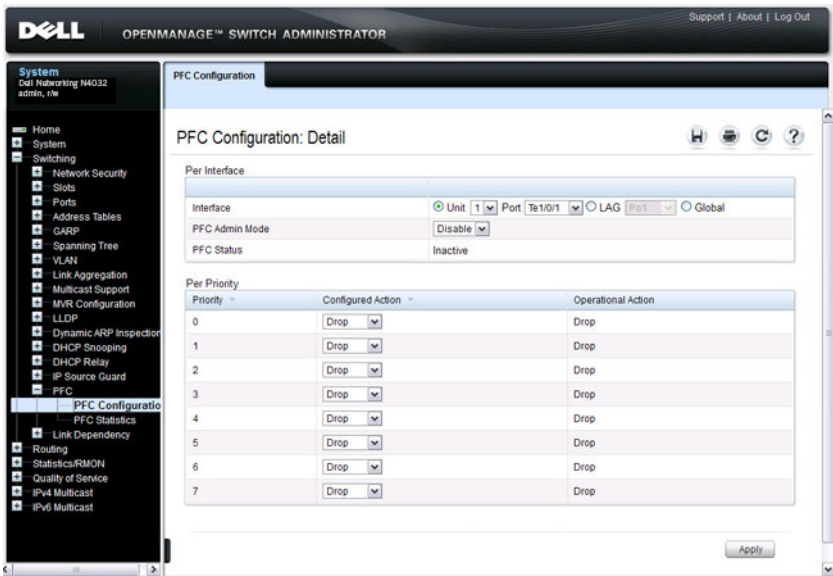 Support | About | Log Out
DELL OPENMANAGE™ SWITCH ADMINISTRATOR
System
Dell Networking N4032
admin, r/w
Home
System
Switching
Network Security
Slots
Ports
Address Tables
GARP
Spanning Tree
VLAN
Link Aggregation
Multicast Support
MVR Configuration
LLDP
Dynamic ARP Inspection
DHCP Snooping
DHCP Relay
IP Source Guard
PFC
PFC Configuratio
PFC Statistics
Link Dependency
Routing
Statistics/RMON
Quality of Service
IPv4 Multicast
IPv6 Multicast
PFC Configuration
PFC Configuration: Detail
Per Interface
Interface Unit 1 Port Te1/0/1 LAG Po1 Global
PFC Admin Mode Disable
PFC Status Inactive
Per Priority
Priority Configured Action Operational Action
0 Drop Drop
1 Drop Drop
2 Drop Drop
3 Drop Drop
4 Drop Drop
5 Drop Drop
6 Drop Drop
7 Drop Drop
Apply